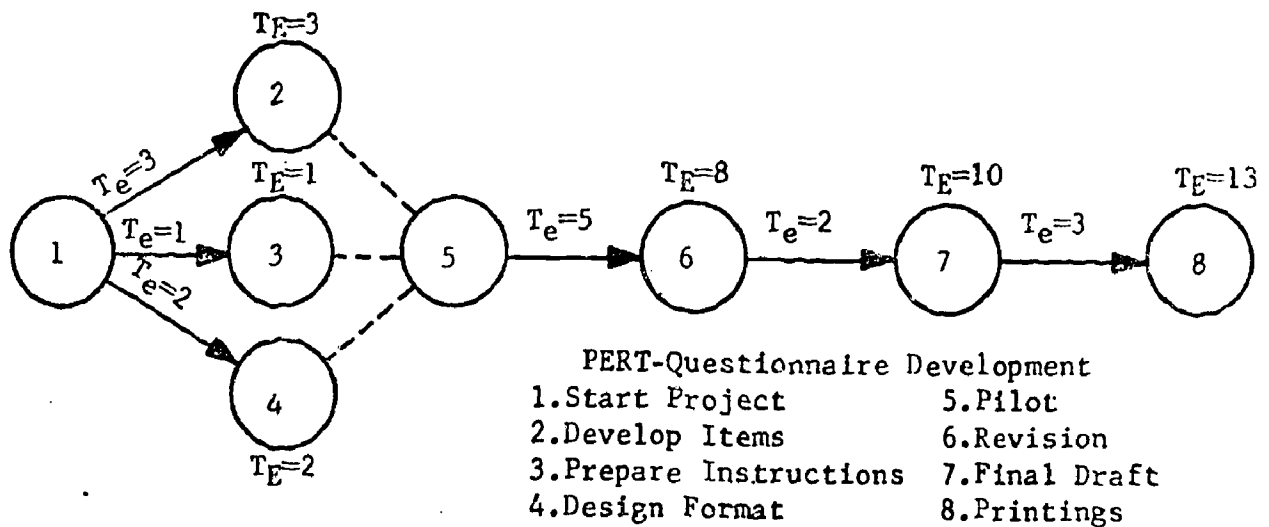 T_E=3
2
T_e=3
T_E=1
T_E=8
T_E=10
T_E=13
T_e=1
T_e=5
T_e=2
T_e=3
1
3
5
6
7
8
T_e=2
4
T_E=2
PERT-Questionnaire Development
1.Start Project
5.Pilot
2.Develop Items
6.Revision
3.Prepare Instructions
7.Final Draft
4.Design Format
8.Printings